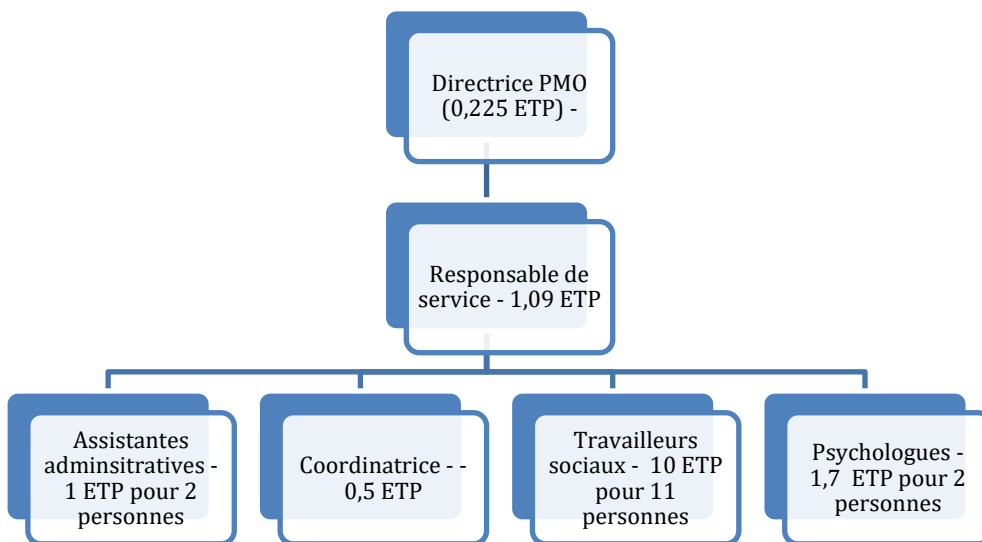 Directrice PMO
(0,225 ETP) -
Responsable de
service - 1,09 ETP
Assistantes
adminsitratives -
1 ETP pour 2
personnes
Coordinatrice - -
0,5 ETP
Travailleurs
sociaux - 10 ETP
pour 11
personnes
Psychologues -
1,7 ETP pour 2
personnes